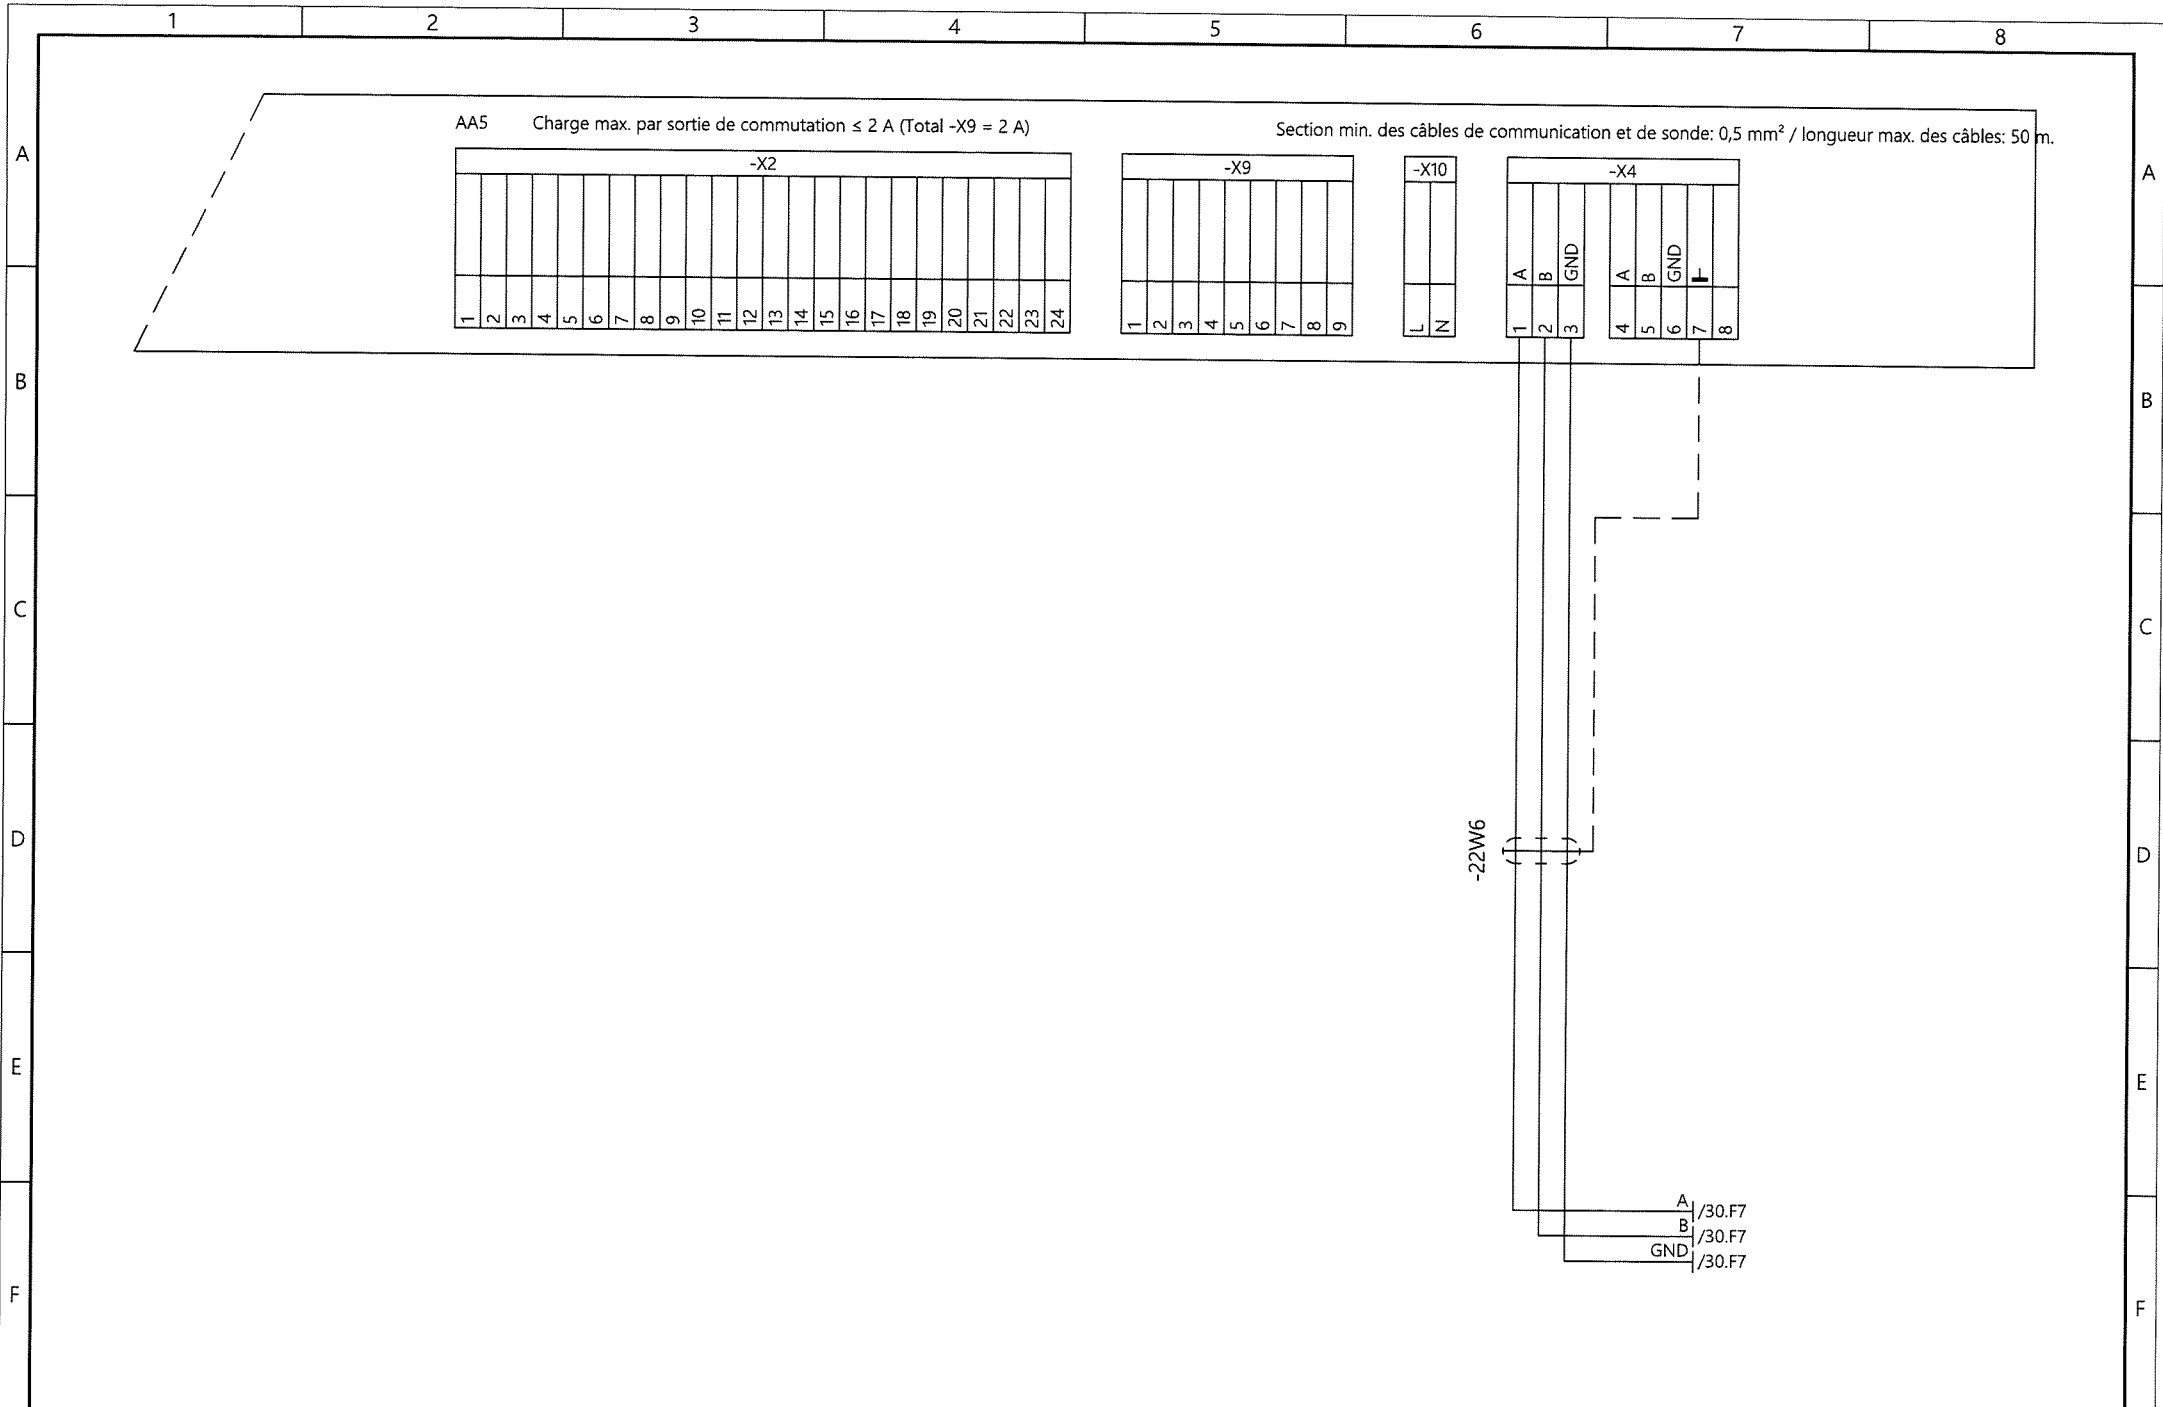 1 2 3 4 5 6 7 8
A A
AA5 Charge max. par sortie de commutation ≤ 2 A (Total -X9 = 2 A) Section min. des câbles de communication et de sonde: 0,5 mm² / longueur max. des câbles: 50 m.
-X2 -X9 -X10 -X4
A B GND A B GND
1 2 3 4 5 6 7 8 9 10 11 12 13 14 15 16 17 18 19 20 21 22 23 24 1 2 3 4 5 6 7 8 9 L N 1 2 3 4 5 6 7 8
B B
C C
D -22W6 D
E E
A /30.F7
B /30.F7
GND /30.F7
F F